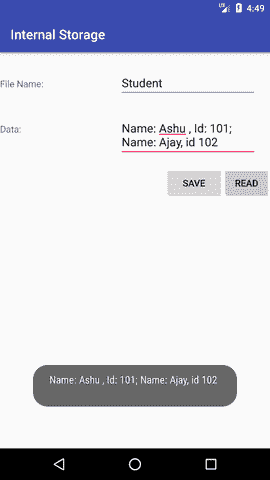 4:49
Internal Storage
File Name:
Student
Data:
Name: Ashu , Id: 101;
Name: Ajay, id 102
SAVE
READ
Name: Ashu , Id: 101; Name: Ajay, id 102